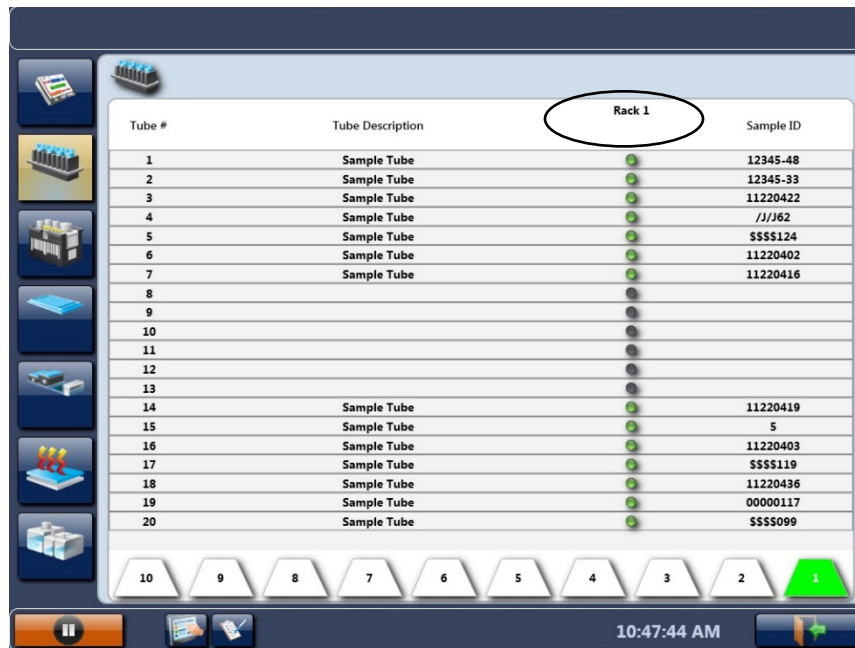 Rack 1
Tube # Tube Description Sample ID
1 Sample Tube 12345-48
2 Sample Tube 12345-33
3 Sample Tube 11220422
4 Sample Tube /J/J62
5 Sample Tube $$$$124
6 Sample Tube 11220402
7 Sample Tube 11220416
8
9
10
11
12
13
14 Sample Tube 11220419
15 Sample Tube 5
16 Sample Tube 11220403
17 Sample Tube $$$$119
18 Sample Tube 11220436
19 Sample Tube 00000117
20 Sample Tube $$$$099
10 9 8 7 6 5 4 3 2 1
10:47:44 AM